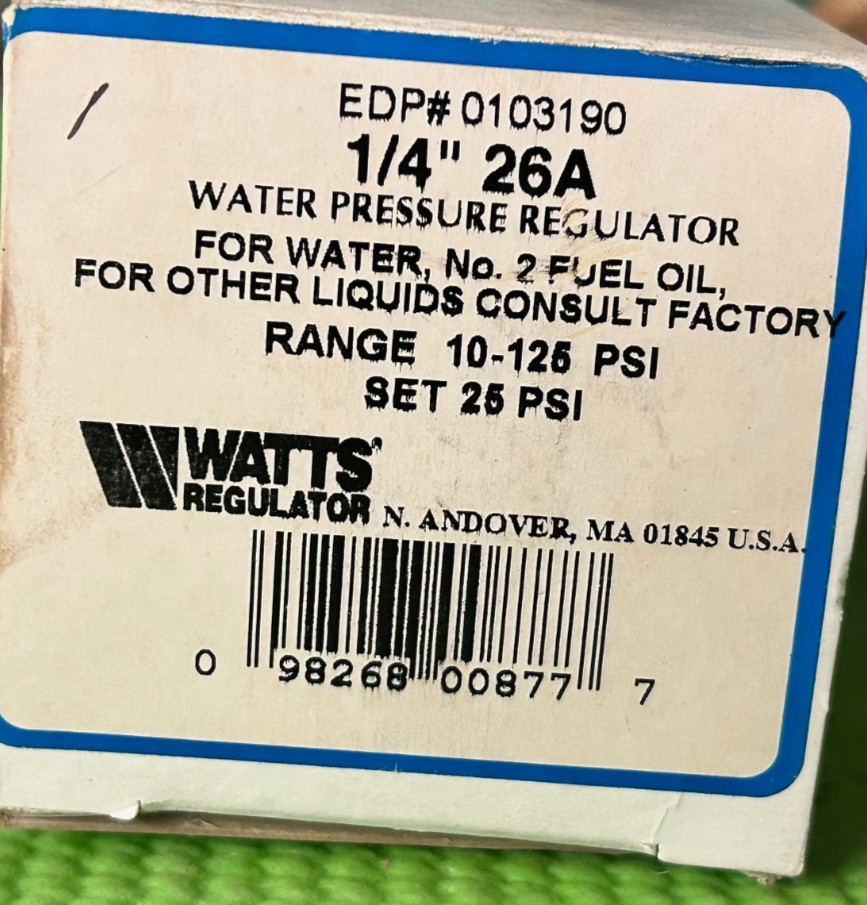 EDP# 0103190
1/4" 26A
WATER PRESSURE REGULATOR
FOR WATER, No. 2 FUEL OIL,
FOR OTHER LIQUIDS CONSULT FACTORY
RANGE 10-125 PSI
SET 25 PSI
WATTS®
REGULATOR N. ANDOVER, MA 01845 U.S.A.
0 98268 00877 7